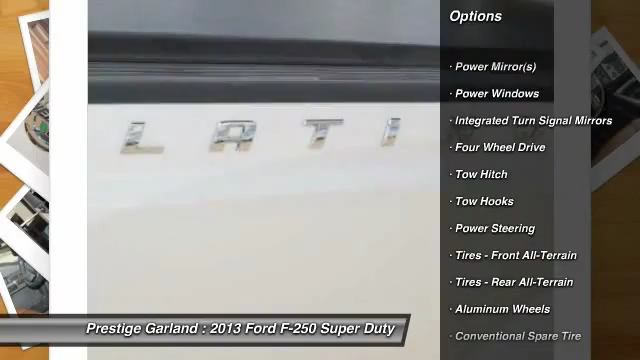 Options
· Power Mirror(s)
· Power Windows
· Integrated Turn Signal Mirrors
· Four Wheel Drive
· Tow Hitch
· Tow Hooks
· Power Steering
· Tires - Front All-Terrain
· Tires - Rear All-Terrain
· Aluminum Wheels
· Conventional Spare Tire
L A T I
Prestige Garland : 2013 Ford F-250 Super Duty